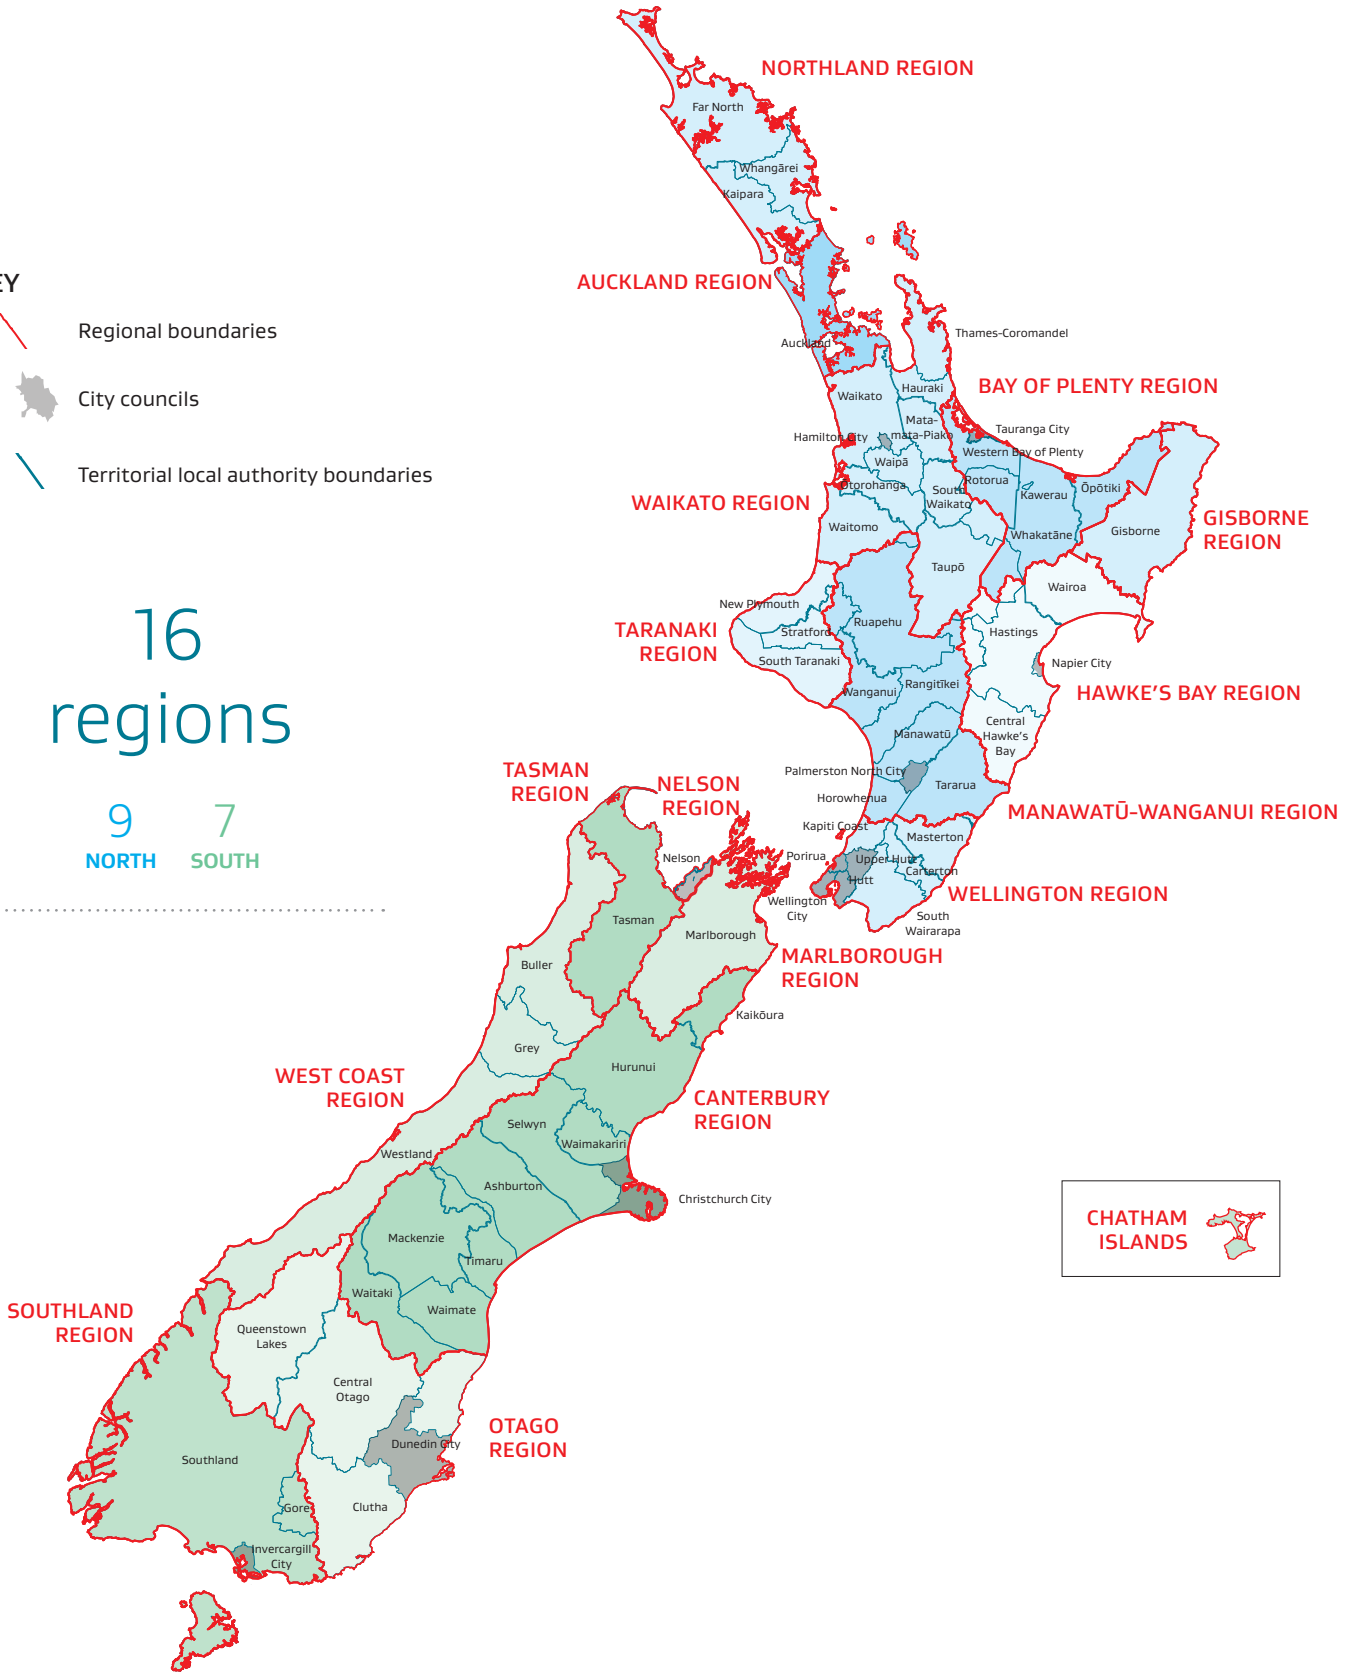 EY
Regional boundaries
City councils
Territorial local authority boundaries
16
regions
9
7
NORTH
SOUTH
NORTHLAND REGION
Far North
Whangārei
Kaipara
AUCKLAND REGION
Auckland
Thames-Coromandel
BAY OF PLENTY REGION
Hauraki
Waikato
Mata-
mata-Piako
Hamilton City
Tauranga City
Western Bay of Plenty
Waipā
Rotorua
Otorohanga
South
Waikato
Kawerau
Ōpōtiki
WAIKATO REGION
GISBORNE
REGION
Waitomo
Whakatāne
Gisborne
Taupō
Wairoa
New Plymouth
Ruapehu
Stratford
TARANAKI
REGION
South Taranaki
Hastings
Napier City
HAWKE'S BAY REGION
Wanganui
Rangitīkei
Manawatū
Central
Hawke's
Bay
Palmerston North City
Tararua
Horowhenua
MANAWATŪ-WANGANUI REGION
Kapiti Coast
Masterton
Porirua
Upper Hutt
Carterton
Hutt
WELLINGTON REGION
Wellington
City
South
Wairarapa
TASMAN
REGION
NELSON
REGION
Nelson
Tasman
Marlborough
MARLBOROUGH
REGION
Buller
Kaikōura
Grey
Hurunui
WEST COAST
REGION
CANTERBURY
REGION
Selwyn
Waimakariri
Westland
Ashburton
Christchurch City
Mackenzie
Timaru
Waitaki
Waimate
CHATHAM
ISLANDS
SOUTHLAND
REGION
Queenstown
Lakes
Central
Otago
OTAGO
REGION
Dunedin City
Southland
Gore
Clutha
Invercargill
City